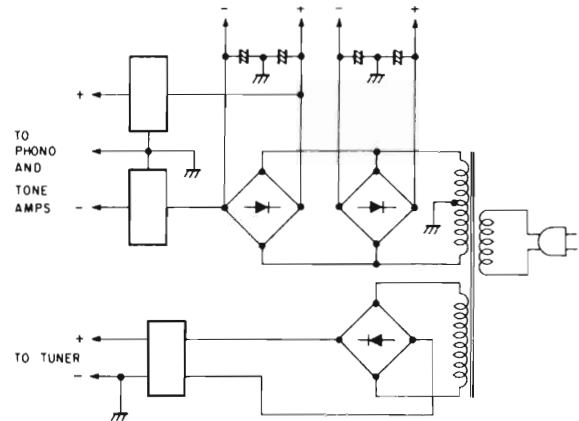 - + - +
+
TO
PHONO
AND
TONE
AMPS
-
+
TO TUNER
-